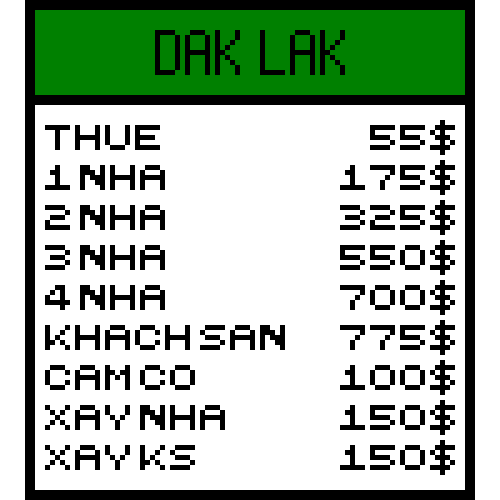 DAK LAK
THUE 55$
1 NHA 175$
2 NHA 325$
3 NHA 550$
4 NHA 700$
KHACH SAN 775$
CAM CO 100$
XAY NHA 150$
XAY KS 150$